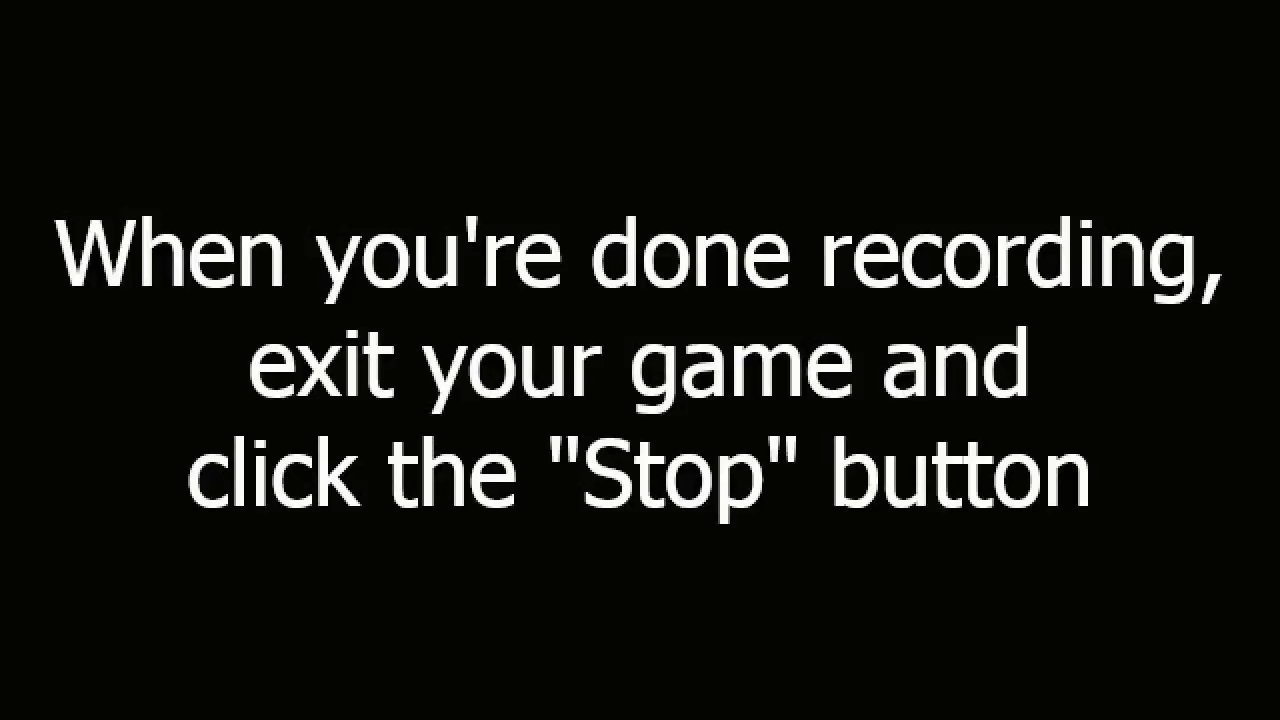 When you're done recording,
exit your game and
click the "Stop" button